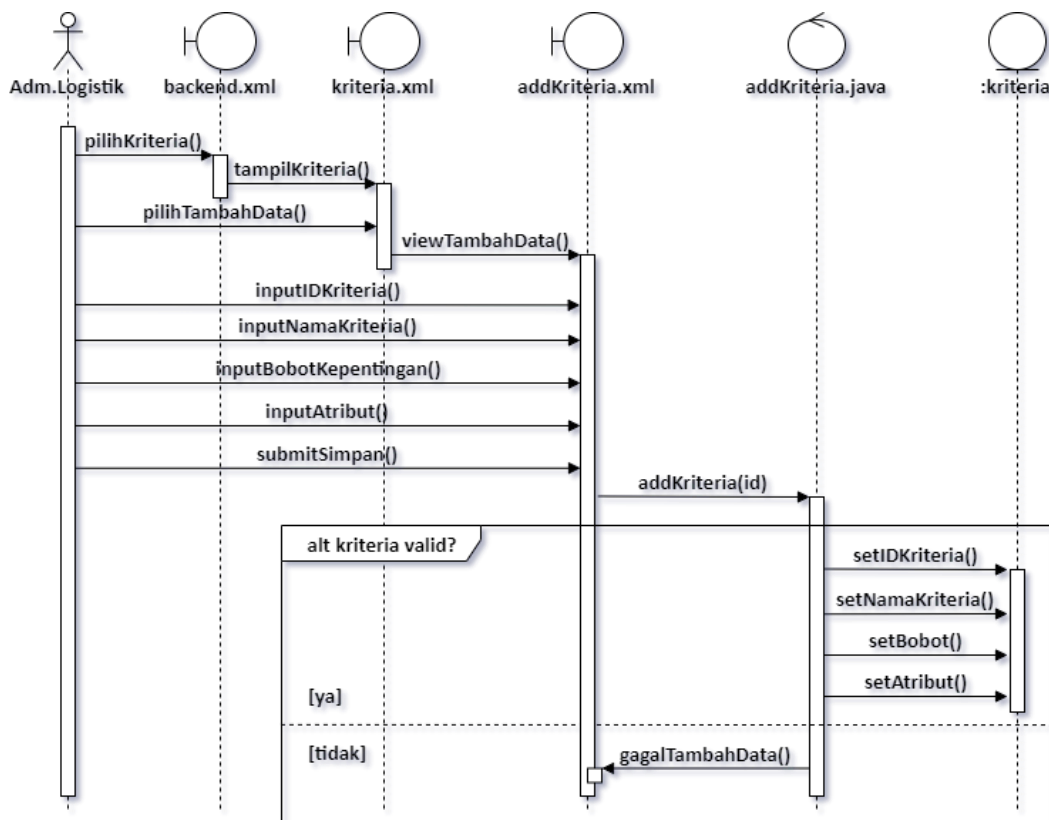 Adm.Logistik
backend.xml
kriteria.xml
addKriteria.xml
addKriteria.java
:kriteria
pilihKriteria()
tampilKriteria()
pilihTambahData()
viewTambahData()
inputIDKriteria()
inputNamaKriteria()
inputBobotKepentingan()
inputAtribut()
submitSimpan()
addKriteria(id)
alt kriteria valid?
setIDKriteria()
setNamaKriteria()
setBobot()
setAtribut()
[ya]
[tidak]
gagalTambahData()